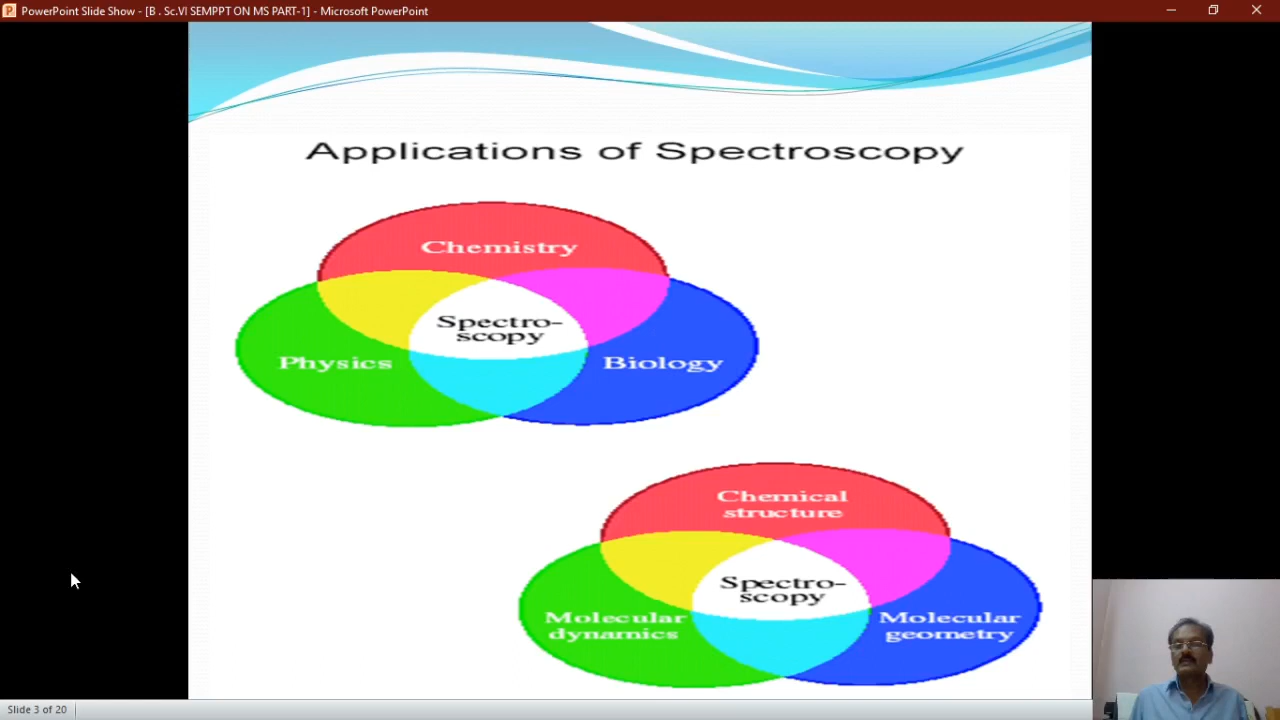 PowerPoint Slide Show - [B . Sc.VI SEMPPT ON MS PART-1] - Microsoft PowerPoint
Applications of Spectroscopy
Chemistry
Spectro-
scopy
Physics
Biology
Chemical
structure
Spectro-
scopy
Molecular
dynamics
Molecular
geometry
Slide 3 of 20